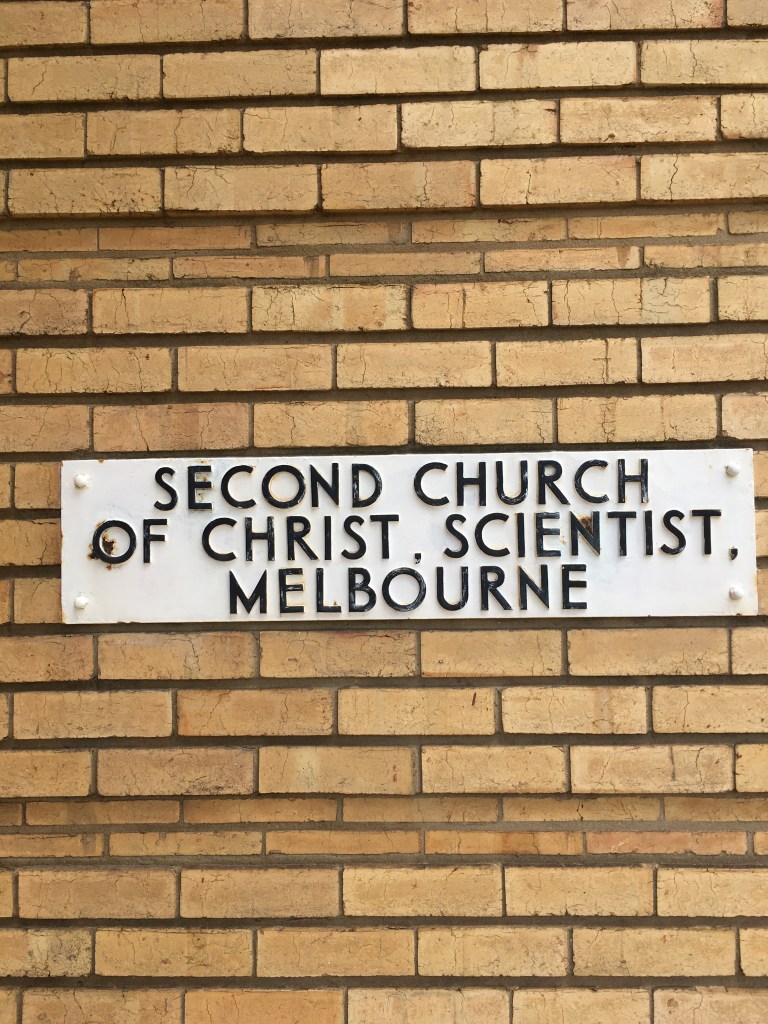 SECOND CHURCH
OF CHRIST, SCIENTIST,
MELBOURNE